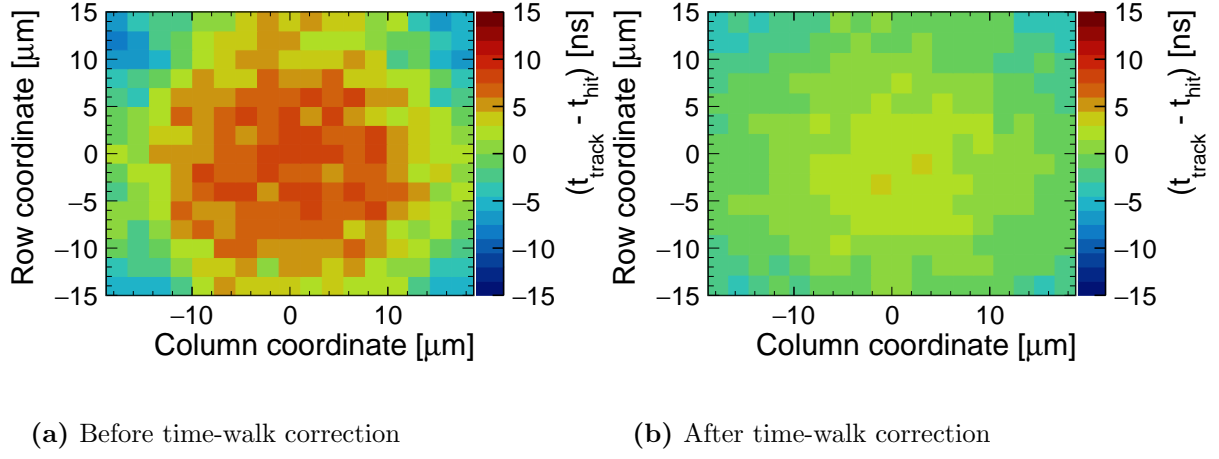 15
10
5
0
−5
−10
−15
Row coordinate [μm]
−10 0 10
Column coordinate [μm]
15
10
5
0
−5
−10
−15
(t_track - t_hit) [ns]
15
10
5
0
−5
−10
−15
Row coordinate [μm]
−10 0 10
Column coordinate [μm]
15
10
5
0
−5
−10
−15
(t_track - t_hit) [ns]
(a) Before time-walk correction
(b) After time-walk correction